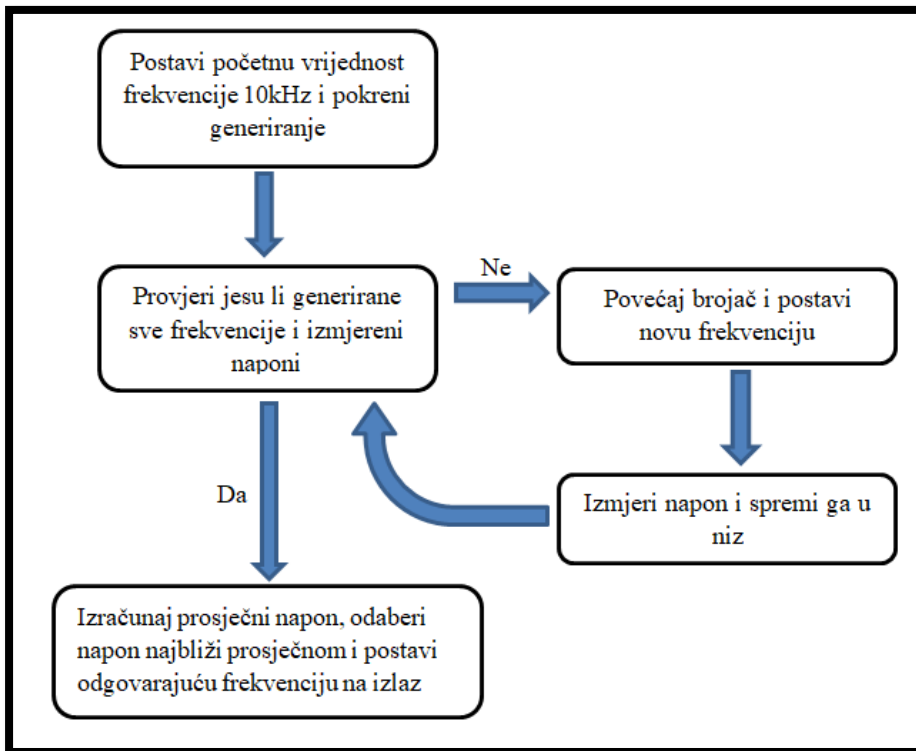 Postavi početnu vrijednost
frekvencije 10kHz i pokreni
generiranje
Provjeri jesu li generirane
sve frekvencije i izmjereni
naponi
Ne
Povećaj brojač i postavi
novu frekvenciju
Izmjeri napon i spremi ga u
niz
Da
Izračunaj prosječni napon, odaberi
napon najbliži prosječnom i postavi
odgovarajuću frekvenciju na izlaz